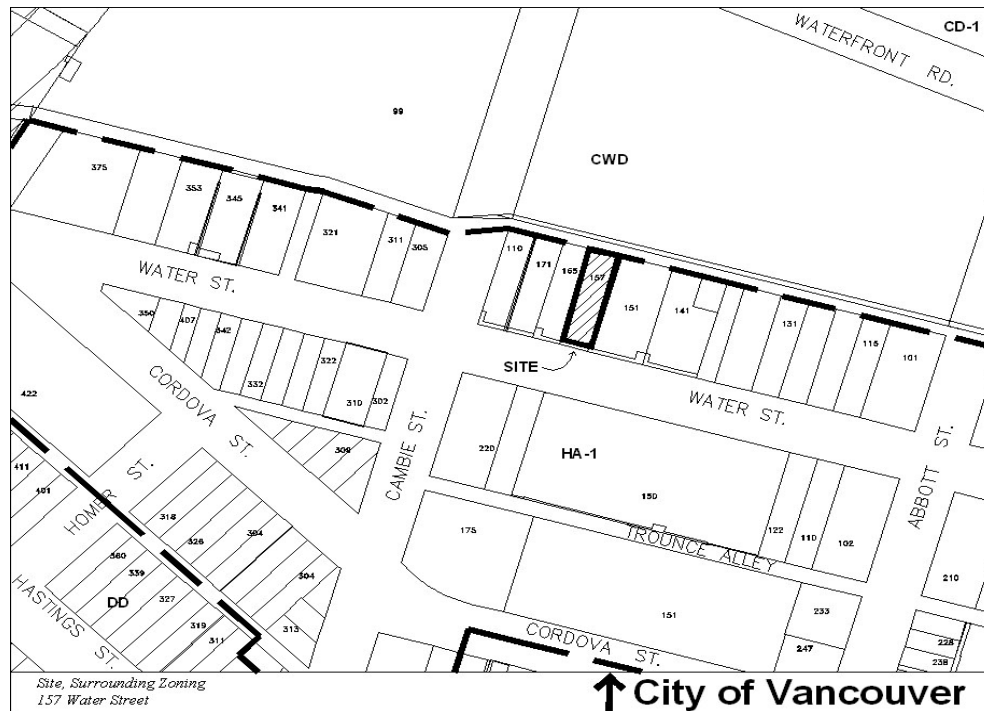 CD-1
WATERFRONT RD.
99
CWD
375
353
345
341
321
311
305
110
171
165
157
151
141
131
115
101
WATER ST.
SITE
WATER ST.
350
407
342
332
322
310
302
CORDOVA ST.
422
308
CAMBIE ST.
220
HA-1
150
ABBOTT ST.
411
401
HOMER ST.
318
326
304
304
175
TROUNCE ALLEY
122
110
102
210
360
339
327
319
311
313
DD
HASTINGS ST.
151
233
247
228
238
CORDOVA ST.
Site, Surrounding Zoning
157 Water Street
City of Vancouver